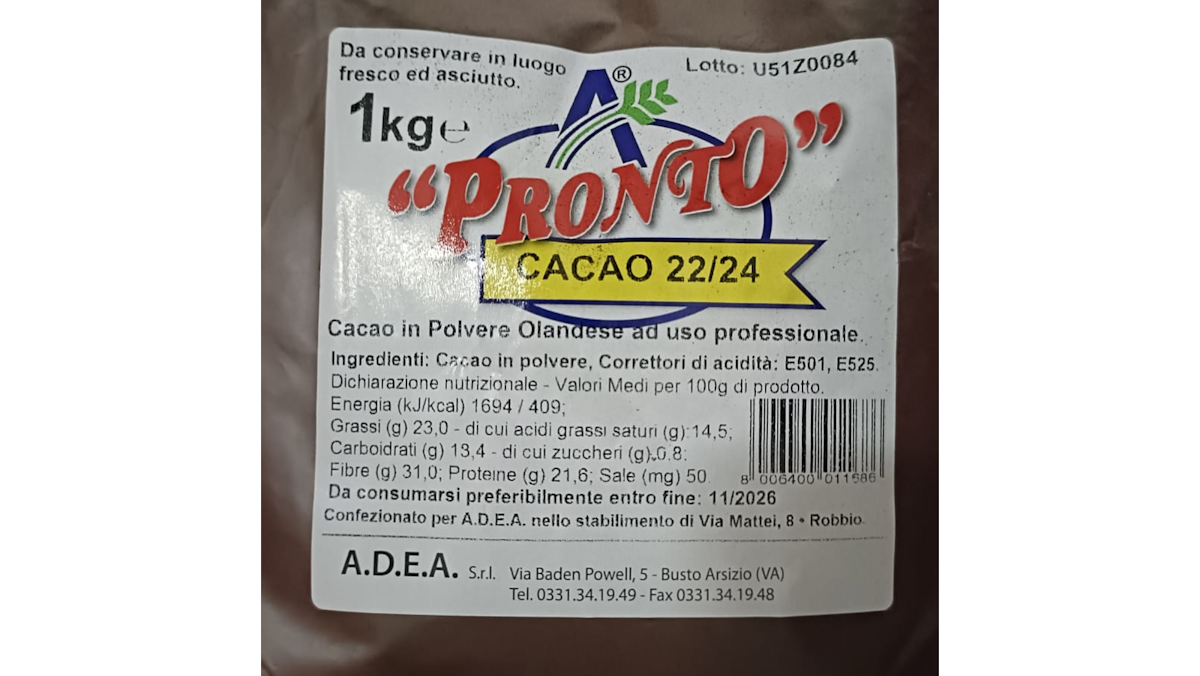 Da conservare in luogo
fresco ed asciutto.
Lotto: U51Z0084
1kg℮
A®
“PRONTO”
CACAO 22/24
Cacao in Polvere Olandese ad uso professionale.
Ingredienti: Cacao in polvere, Correttori di acidità: E501, E525.
Dichiarazione nutrizionale - Valori Medi per 100g di prodotto.
Energia (kJ/kcal) 1694 / 409;
Grassi (g) 23,0 - di cui acidi grassi saturi (g): 14,5;
Carboidrati (g) 13,4 - di cui zuccheri (g): 0,8;
Fibre (g) 31,0; Proteine (g) 21,6; Sale (mg) 50.
8 006400 011686
Da consumarsi preferibilmente entro fine: 11/2026
Confezionato per A.D.E.A. nello stabilimento di Via Mattei, 8 • Robbio
A.D.E.A. S.r.l. Via Baden Powell, 5 - Busto Arsizio (VA)
Tel. 0331.34.19.49 - Fax 0331.34.19.48